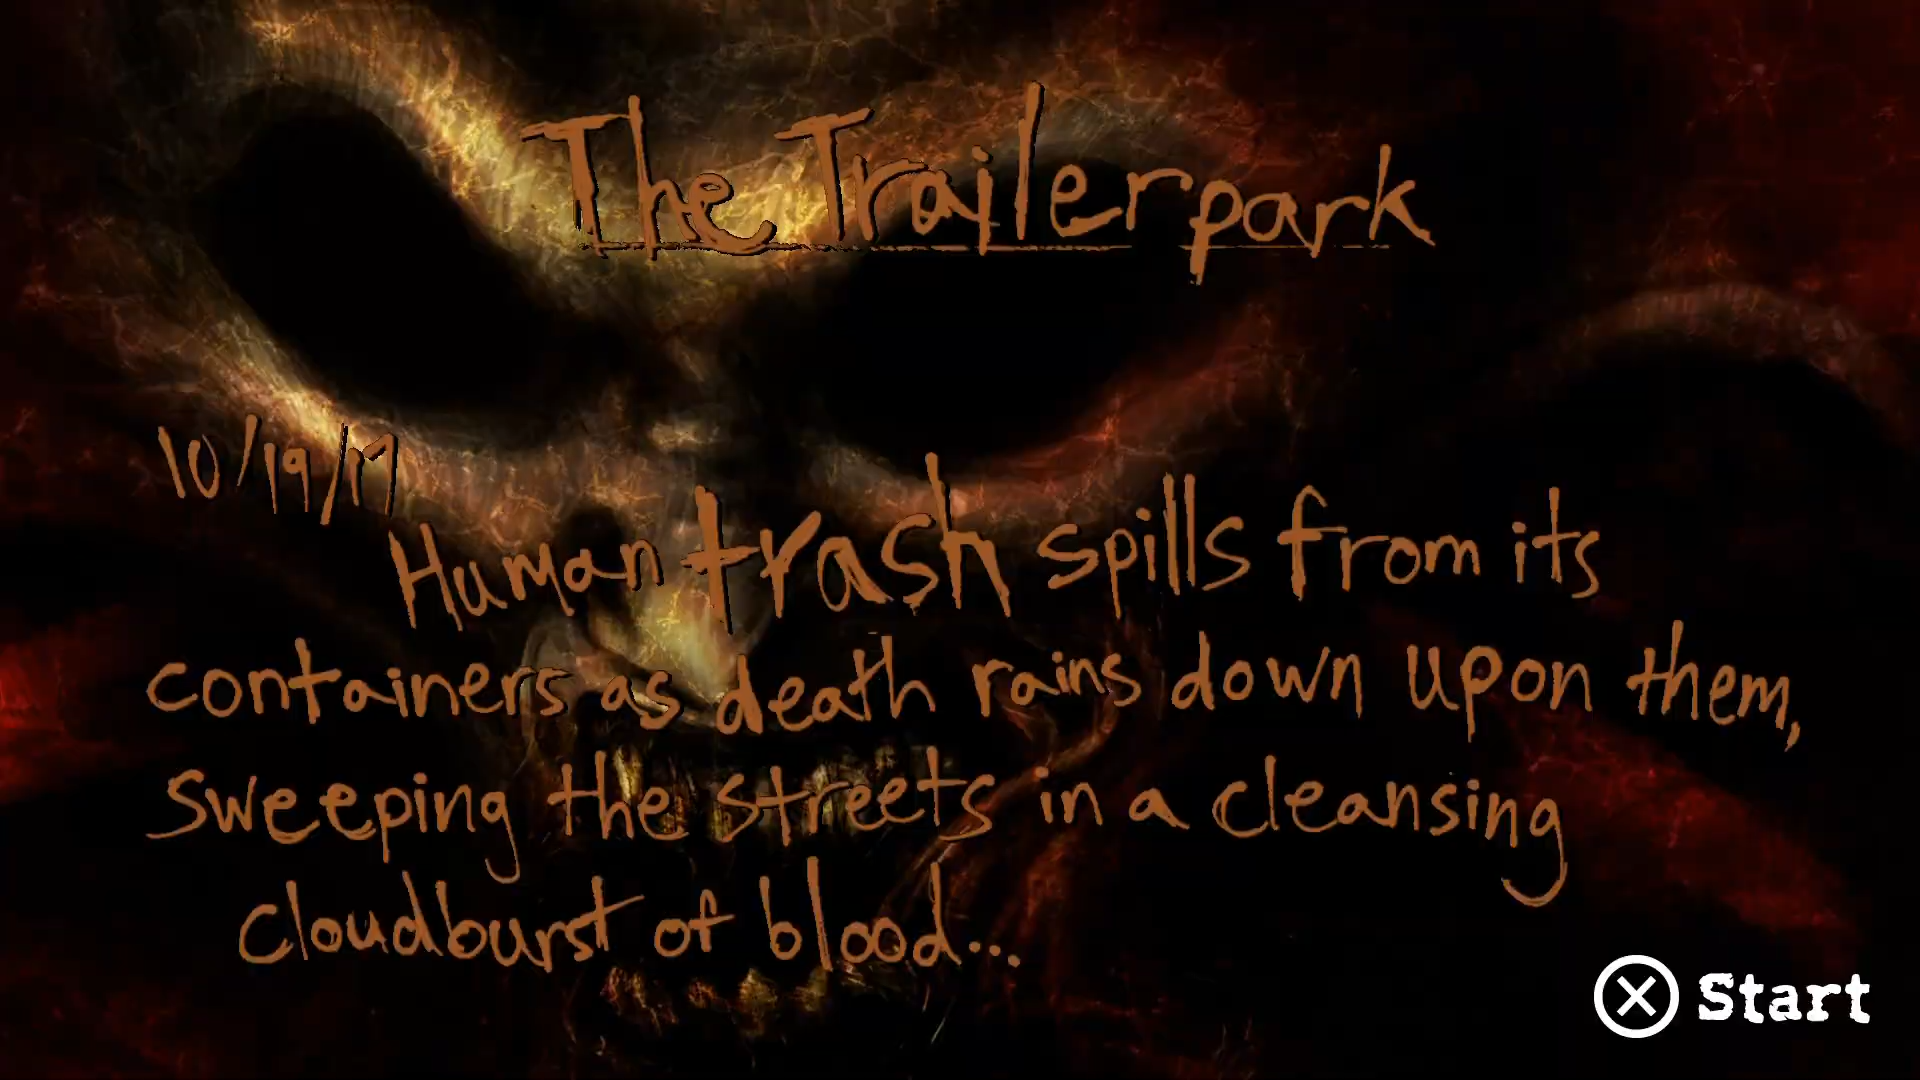 The Trailerpark
10/19/17
Human trash spills from its
containers as death rains down upon them,
sweeping the streets in a cleansing
cloudburst of blood...
Start